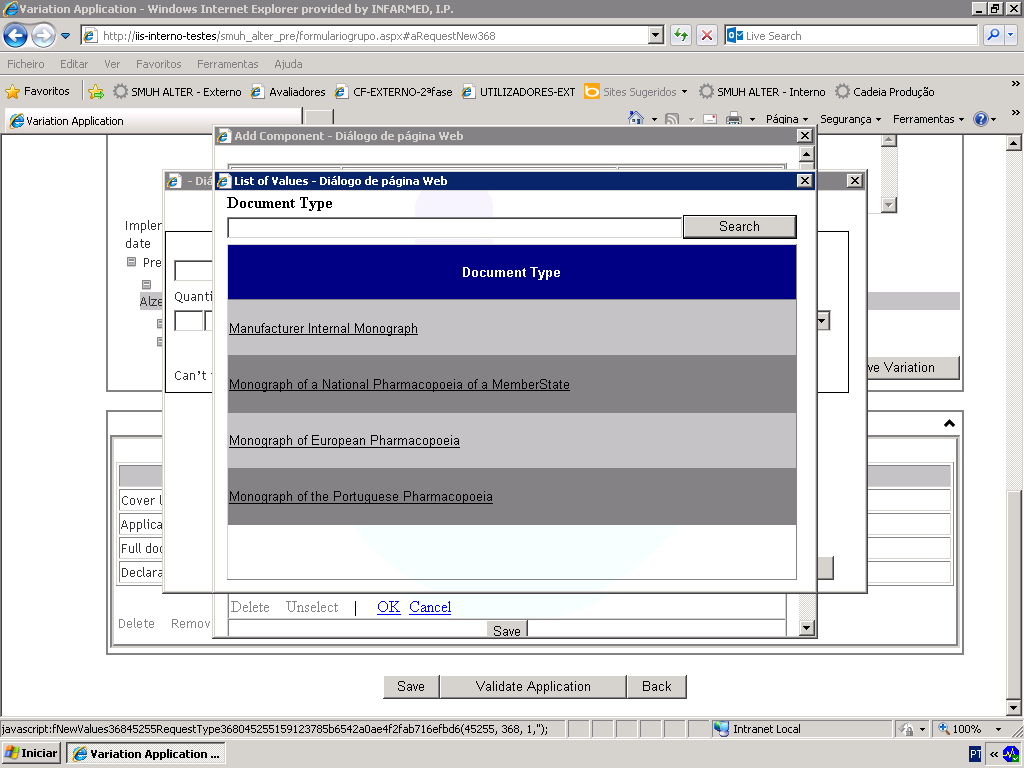 Variation Application - Windows Internet Explorer provided by INFARMED, I.P.
http://iis-interno-testes/smuh_alter_pre/formulariogrupo.aspx#aRequestNew368
Live Search
Ficheiro Editar Ver Favoritos Ferramentas Ajuda
Favoritos SMUH ALTER - Externo Avaliadores CF-EXTERNO-2ªfase UTILIZADORES-EXT Sites Sugeridos SMUH ALTER - Interno Cadeia Produção
Variation Application Página Segurança Ferramentas
Add Component - Diálogo de página Web
- Diá
List of Values - Diálogo de página Web
Document Type
Search
Document Type
Manufacturer Internal Monograph
Monograph of a National Pharmacopoeia of a MemberState
Monograph of European Pharmacopoeia
Monograph of the Portuguese Pharmacopoeia
Impler
date
Pre
Alze
Quanti
Can't
ve Variation
Cover
Applica
Full doc
Declara
Delete Remov
Delete Unselect | OK Cancel
Save
Save Validate Application Back
javascript:fNewValues36845255RequestType368045255159123785b6542a0ae4f2fab716efbd6(45255, 368, 1,'');
Intranet Local
100%
Iniciar Variation Application ...
PT